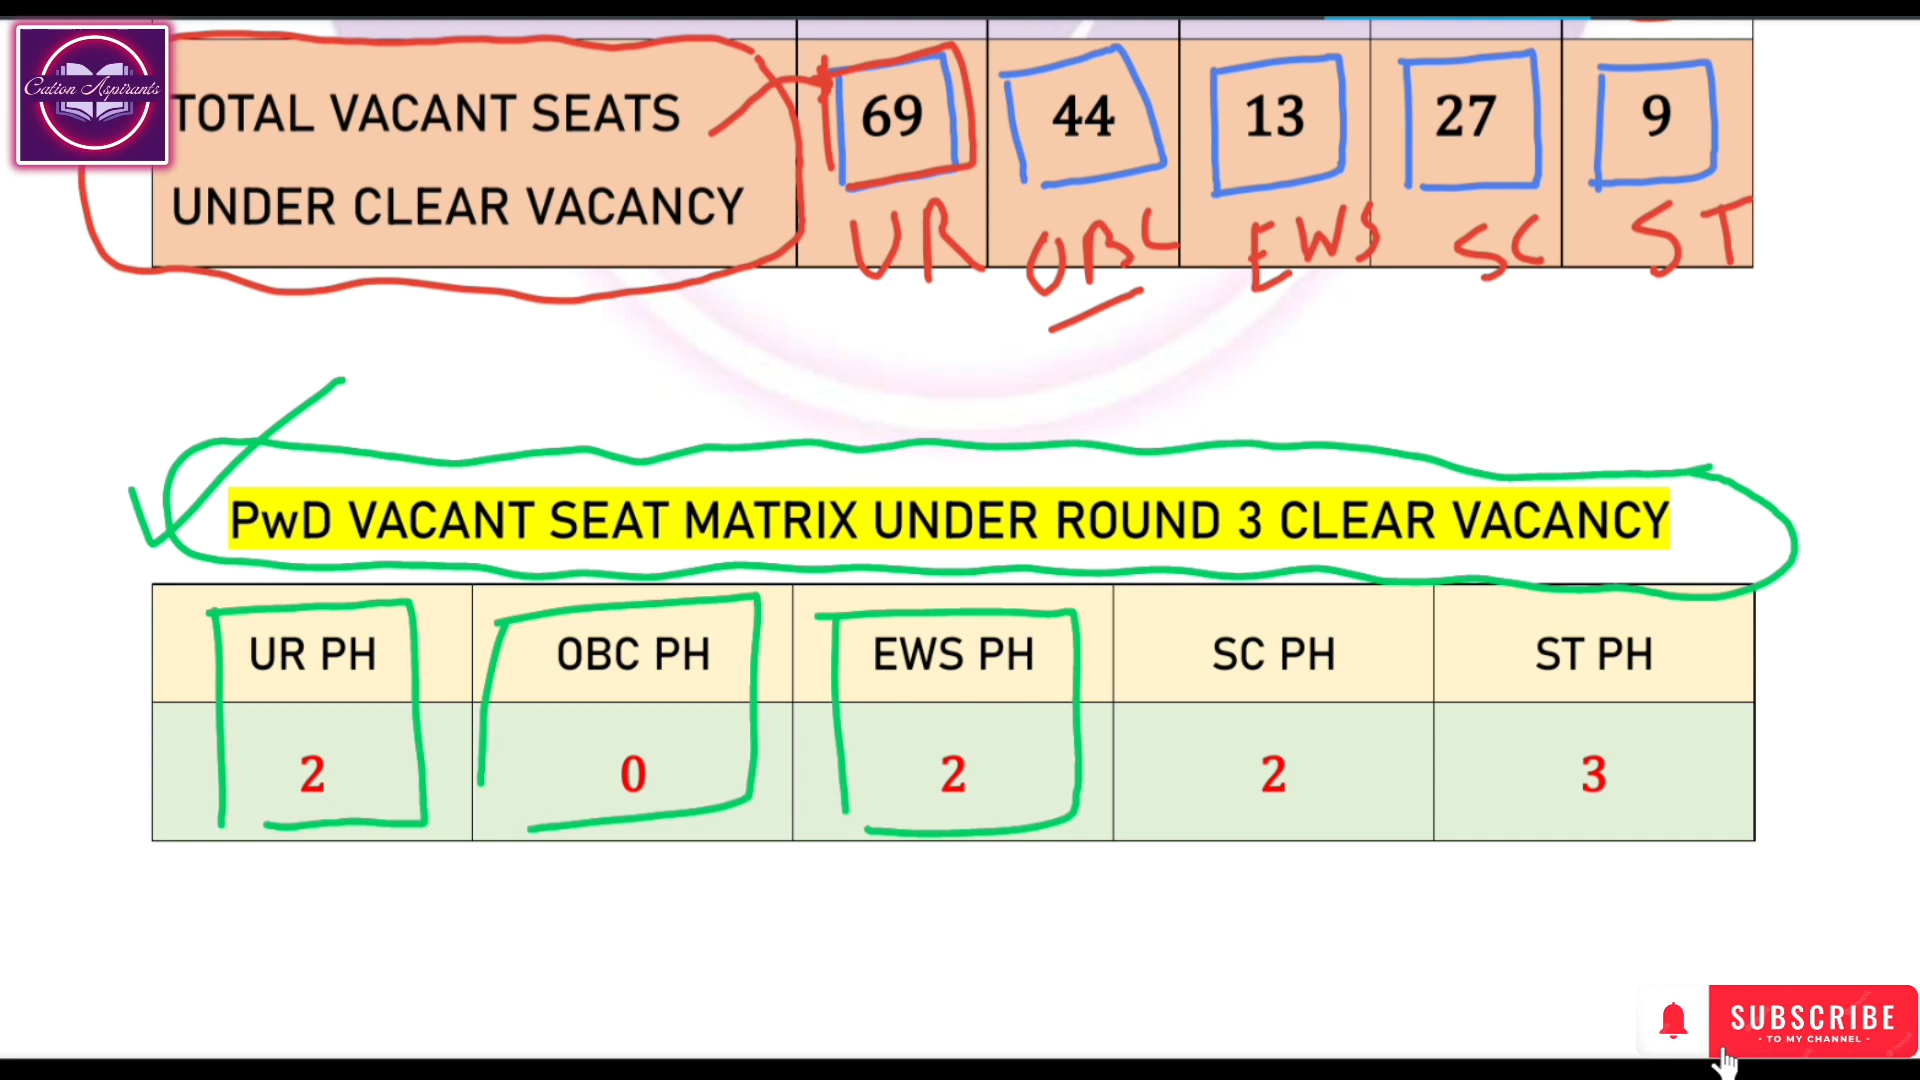 Cation Aspirants
TOTAL VACANT SEATS
UNDER CLEAR VACANCY
69 44 13 27 9
UR OBC EWS SC ST
PwD VACANT SEAT MATRIX UNDER ROUND 3 CLEAR VACANCY
UR PH OBC PH EWS PH SC PH ST PH
2 0 2 2 3
SUBSCRIBE
- TO MY CHANNEL -